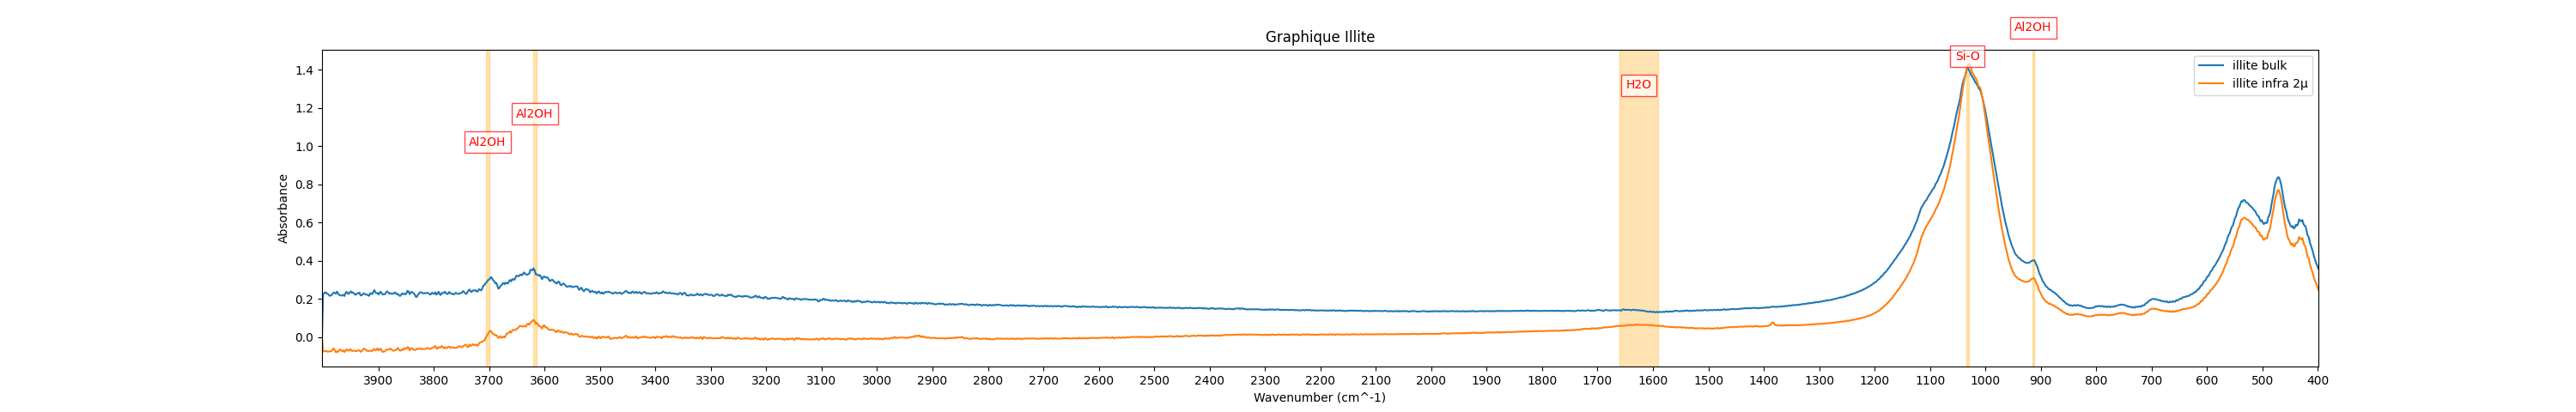 Al2OH
Graphique Illite
Si-O
illite bulk
illite infra 2μ
H2O
Al2OH
Al2OH
Absorbance
1.4
1.2
1.0
0.8
0.6
0.4
0.2
0.0
3900 3800 3700 3600 3500 3400 3300 3200 3100 3000 2900 2800 2700 2600 2500 2400 2300 2200 2100 2000 1900 1800 1700 1600 1500 1400 1300 1200 1100 1000 900 800 700 600 500 400
Wavenumber (cm^-1)